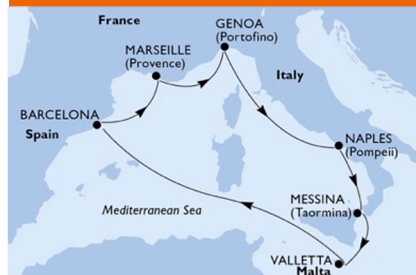 France
GENOA
(Portofino)
MARSEILLE
(Provence)
Italy
BARCELONA
Spain
NAPLES
(Pompeii)
MESSINA
(Taormina)
Mediterranean Sea
VALLETTA
Malta